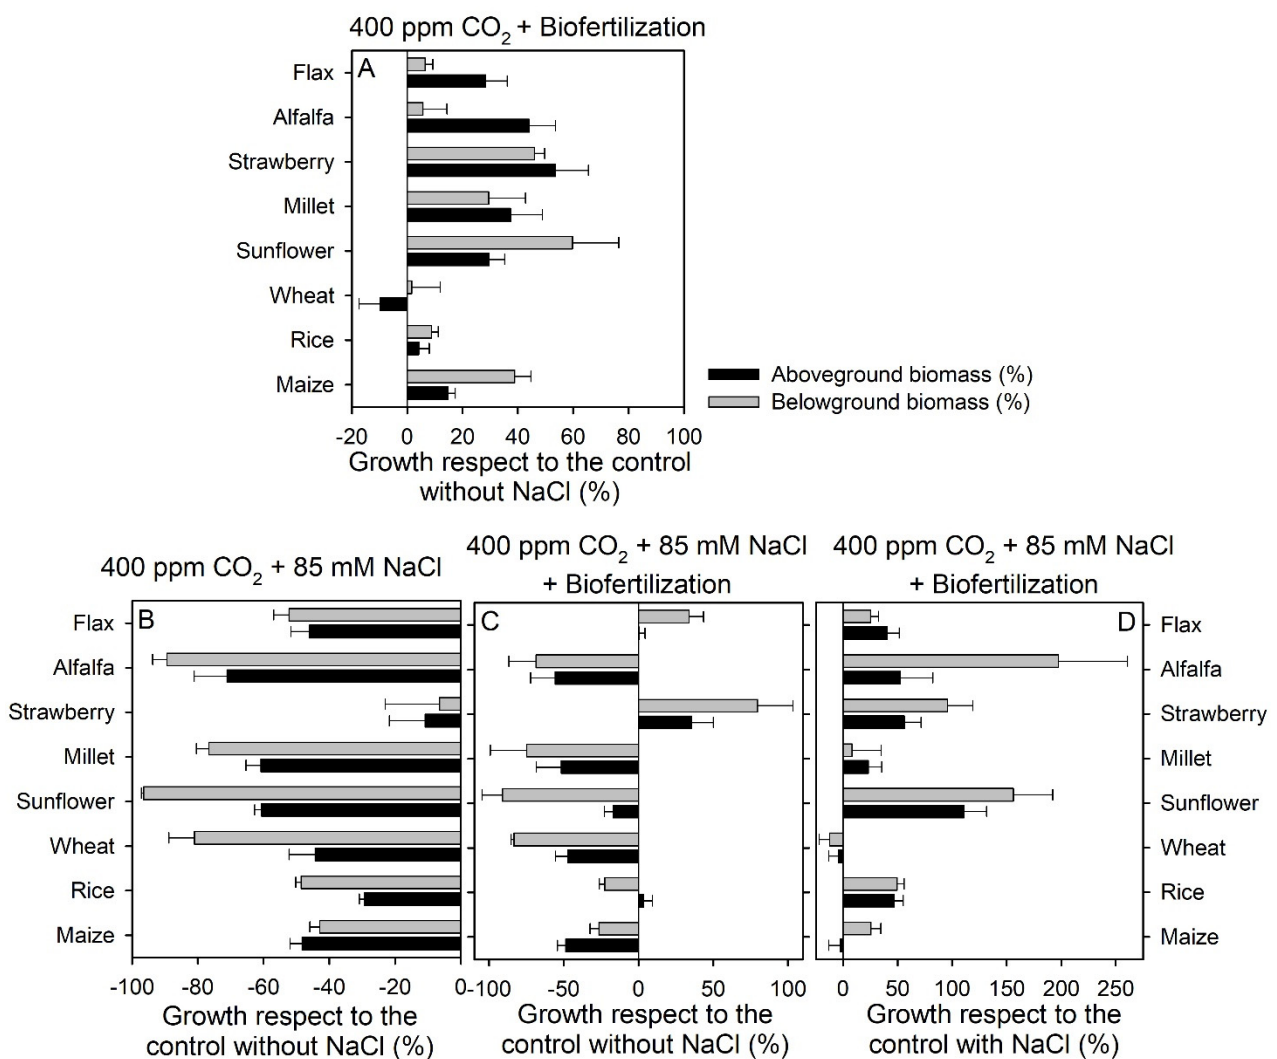 400 ppm CO2 + Biofertilization
A
Flax
Alfalfa
Strawberry
Millet
Sunflower
Wheat
Rice
Maize
-20 0 20 40 60 80 100
Growth respect to the control
without NaCl (%)
Aboveground biomass (%)
Belowground biomass (%)
400 ppm CO2 + 85 mM NaCl
B
Flax
Alfalfa
Strawberry
Millet
Sunflower
Wheat
Rice
Maize
-100 -80 -60 -40 -20 0
Growth respect to the
control without NaCl (%)
400 ppm CO2 + 85 mM NaCl
+ Biofertilization
C
-100 -50 0 50 100
Growth respect to the
control without NaCl (%)
400 ppm CO2 + 85 mM NaCl
+ Biofertilization
D
Flax
Alfalfa
Strawberry
Millet
Sunflower
Wheat
Rice
Maize
0 50 100 150 200 250
Growth respect to the
control with NaCl (%)